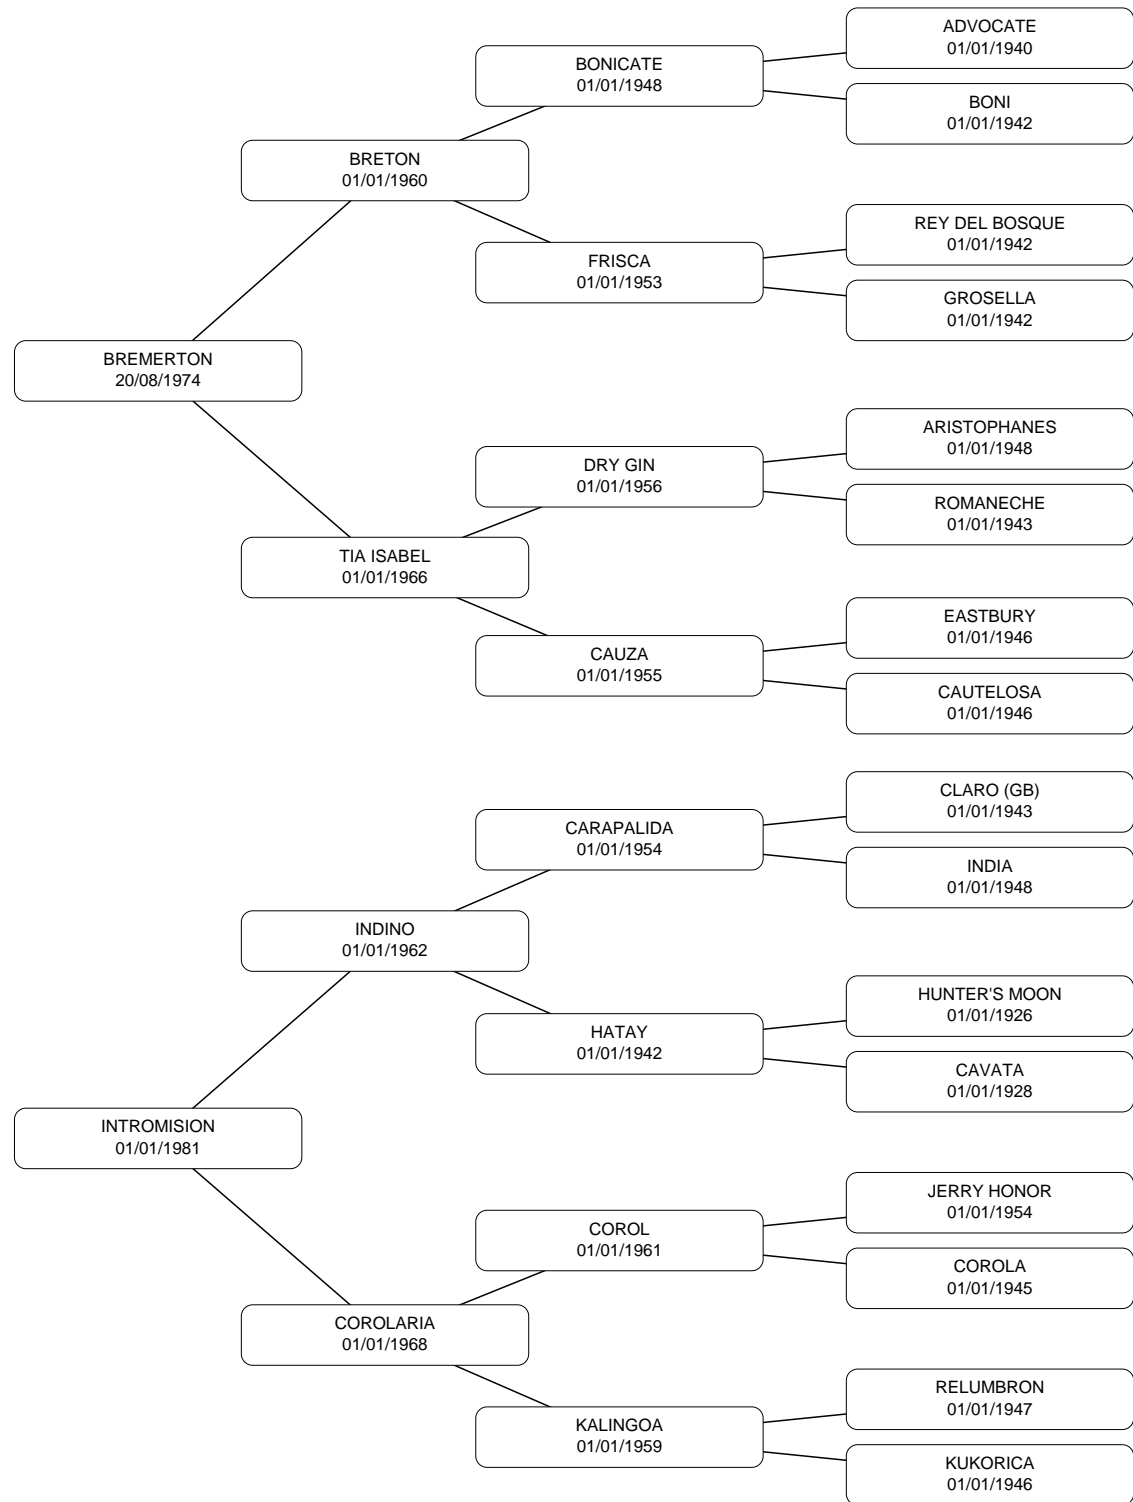 ADVOCATE
01/01/1940
BONICATE
01/01/1948
BONI
01/01/1942
BRETON
01/01/1960
REY DEL BOSQUE
01/01/1942
FRISCA
01/01/1953
GROSELLA
01/01/1942
BREMERTON
20/08/1974
ARISTOPHANES
01/01/1948
DRY GIN
01/01/1956
ROMANECHE
01/01/1943
TIA ISABEL
01/01/1966
EASTBURY
01/01/1946
CAUZA
01/01/1955
CAUTELOSA
01/01/1946
CLARO (GB)
01/01/1943
CARAPALIDA
01/01/1954
INDIA
01/01/1948
INDINO
01/01/1962
HUNTER'S MOON
01/01/1926
HATAY
01/01/1942
CAVATA
01/01/1928
INTROMISION
01/01/1981
JERRY HONOR
01/01/1954
COROL
01/01/1961
COROLA
01/01/1945
COROLARIA
01/01/1968
RELUMBRON
01/01/1947
KALINGOA
01/01/1959
KUKORICA
01/01/1946